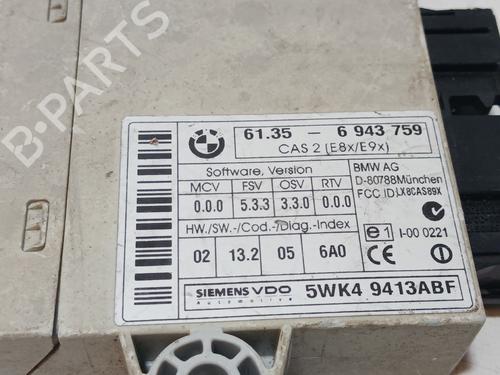 B-PARTS
61.35 - 6 943 759
CAS 2 (E8x/E9x)
Software, Version
MCV FSV OSV RTV
0.0.0 5.3.3 3.3.0 0.0.0
HW./SW.-/Cod.-/Diag.-Index
02 13.2 05 6A0
BMW AG
D-80788München
FCC ID:LX8CAS89X
e1 I-00 0221
CE
SIEMENS VDO
Automotive
5WK4 9413ABF